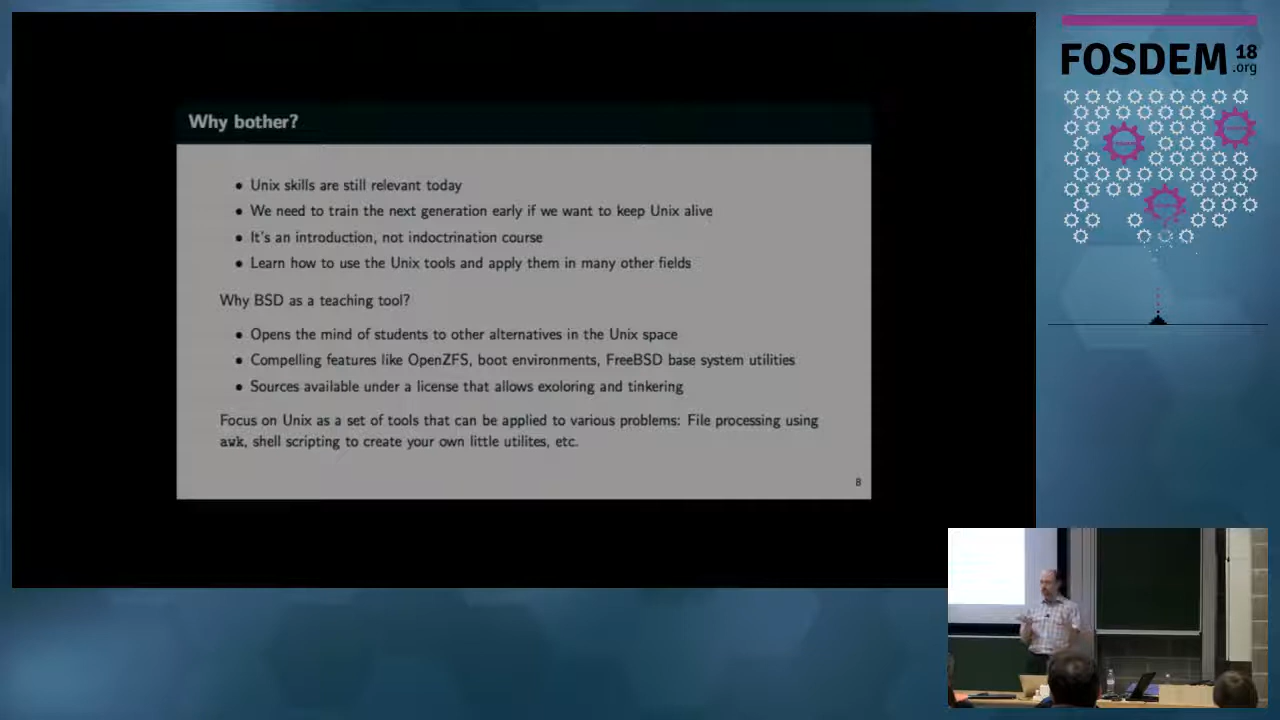 Why bother?
• Unix skills are still relevant today
• We need to train the next generation early if we want to keep Unix alive
• It's an introduction, not indoctrination course
• Learn how to use the Unix tools and apply them in many other fields
Why BSD as a teaching tool?
• Opens the mind of students to other alternatives in the Unix space
• Compelling features like OpenZFS, boot environments, FreeBSD base system utilities
• Sources available under a license that allows exoloring and tinkering
Focus on Unix as a set of tools that can be applied to various problems: File processing using
awk, shell scripting to create your own little utilites, etc.
8
FOSDEM 18
.org